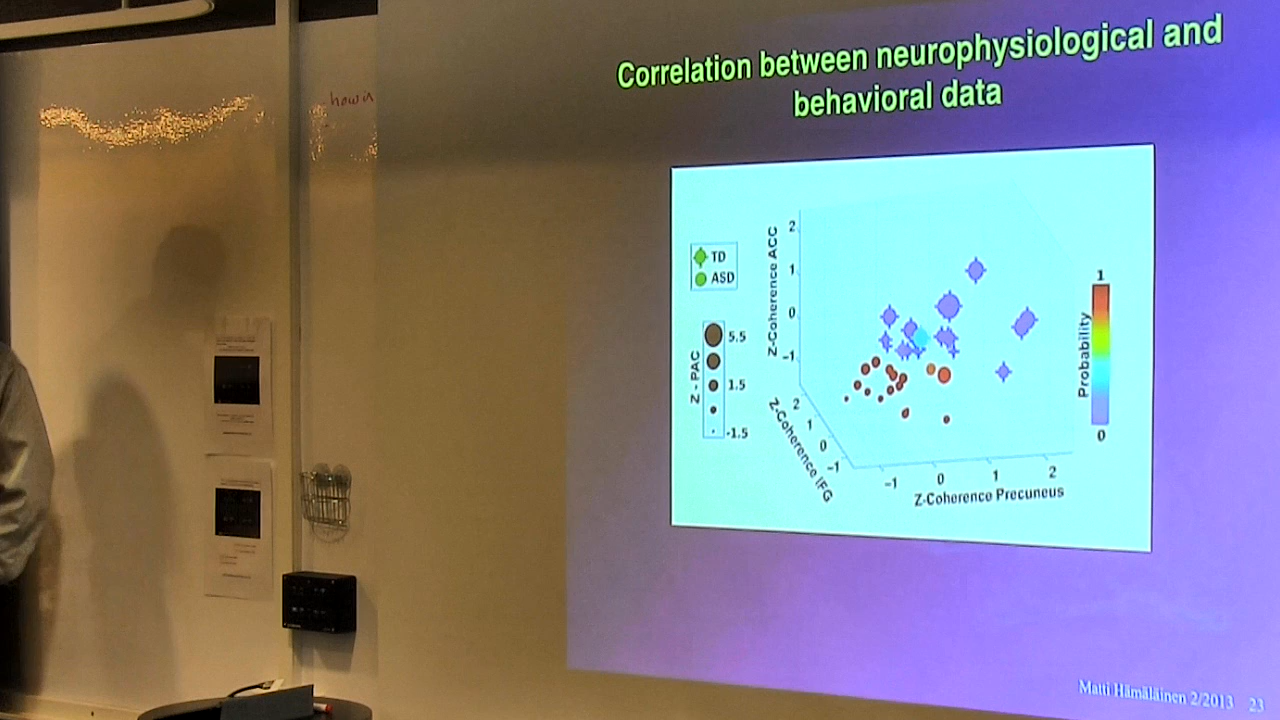 how
Correlation between neurophysiological and
behavioral data
TD
ASD
Z - PAC
5.5
1.5
-1.5
Z-Coherence ACC
2
1
0
-1
Z-Coherence IFG
2
1
0
-1
-1
0
1
2
Z-Coherence Precuneus
Probability
1
0
Matti Hämäläinen 2/2013 23